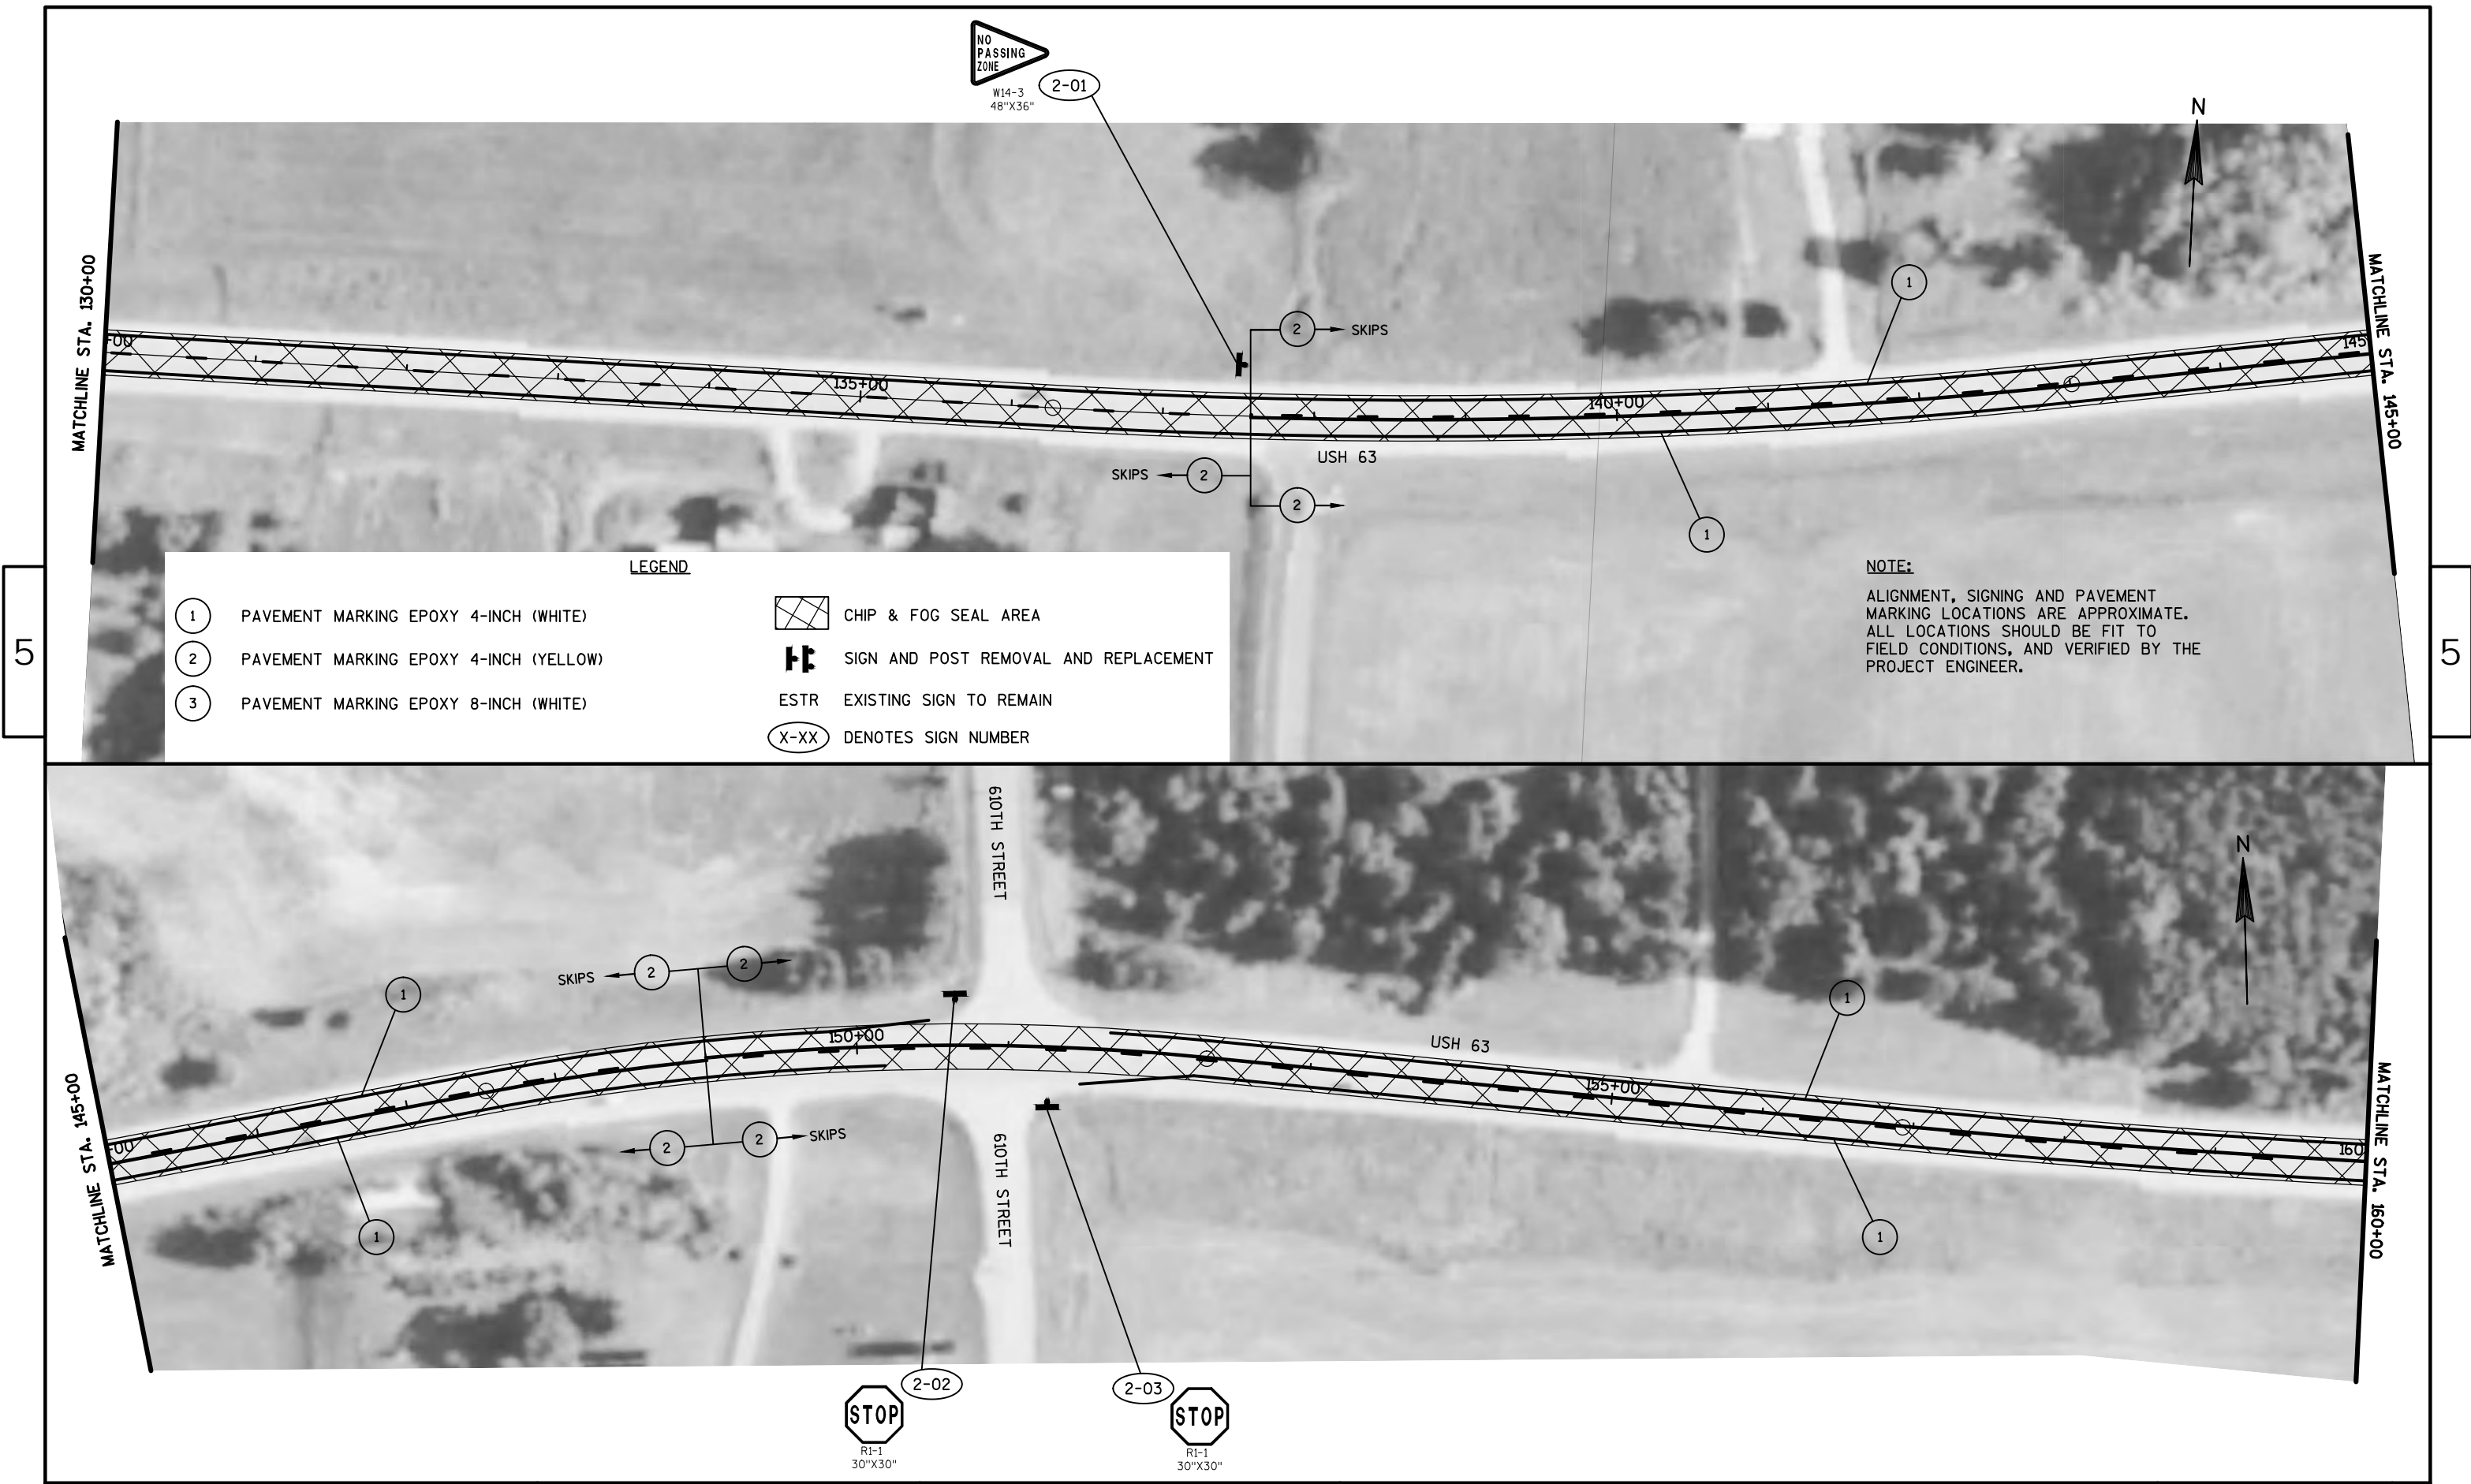 NO
PASSING
ZONE
W14-3
48"X36"
2-01
N
MATCHLINE STA. 130+00
MATCHLINE STA. 145+00
+00
135+00
140+00
145
2 SKIPS
1
SKIPS 2
2
USH 63
1
LEGEND
1 PAVEMENT MARKING EPOXY 4-INCH (WHITE)
2 PAVEMENT MARKING EPOXY 4-INCH (YELLOW)
3 PAVEMENT MARKING EPOXY 8-INCH (WHITE)
CHIP & FOG SEAL AREA
SIGN AND POST REMOVAL AND REPLACEMENT
ESTR EXISTING SIGN TO REMAIN
X-XX DENOTES SIGN NUMBER
NOTE:
ALIGNMENT, SIGNING AND PAVEMENT
MARKING LOCATIONS ARE APPROXIMATE.
ALL LOCATIONS SHOULD BE FIT TO
FIELD CONDITIONS, AND VERIFIED BY THE
PROJECT ENGINEER.
5
5
610TH STREET
N
SKIPS 2 2
1
1
150+00
USH 63
155+00
+00
160
MATCHLINE STA. 145+00
MATCHLINE STA. 160+00
2 2 SKIPS
610TH STREET
1
1
2-02
STOP
R1-1
30"X30"
2-03
STOP
R1-1
30"X30"